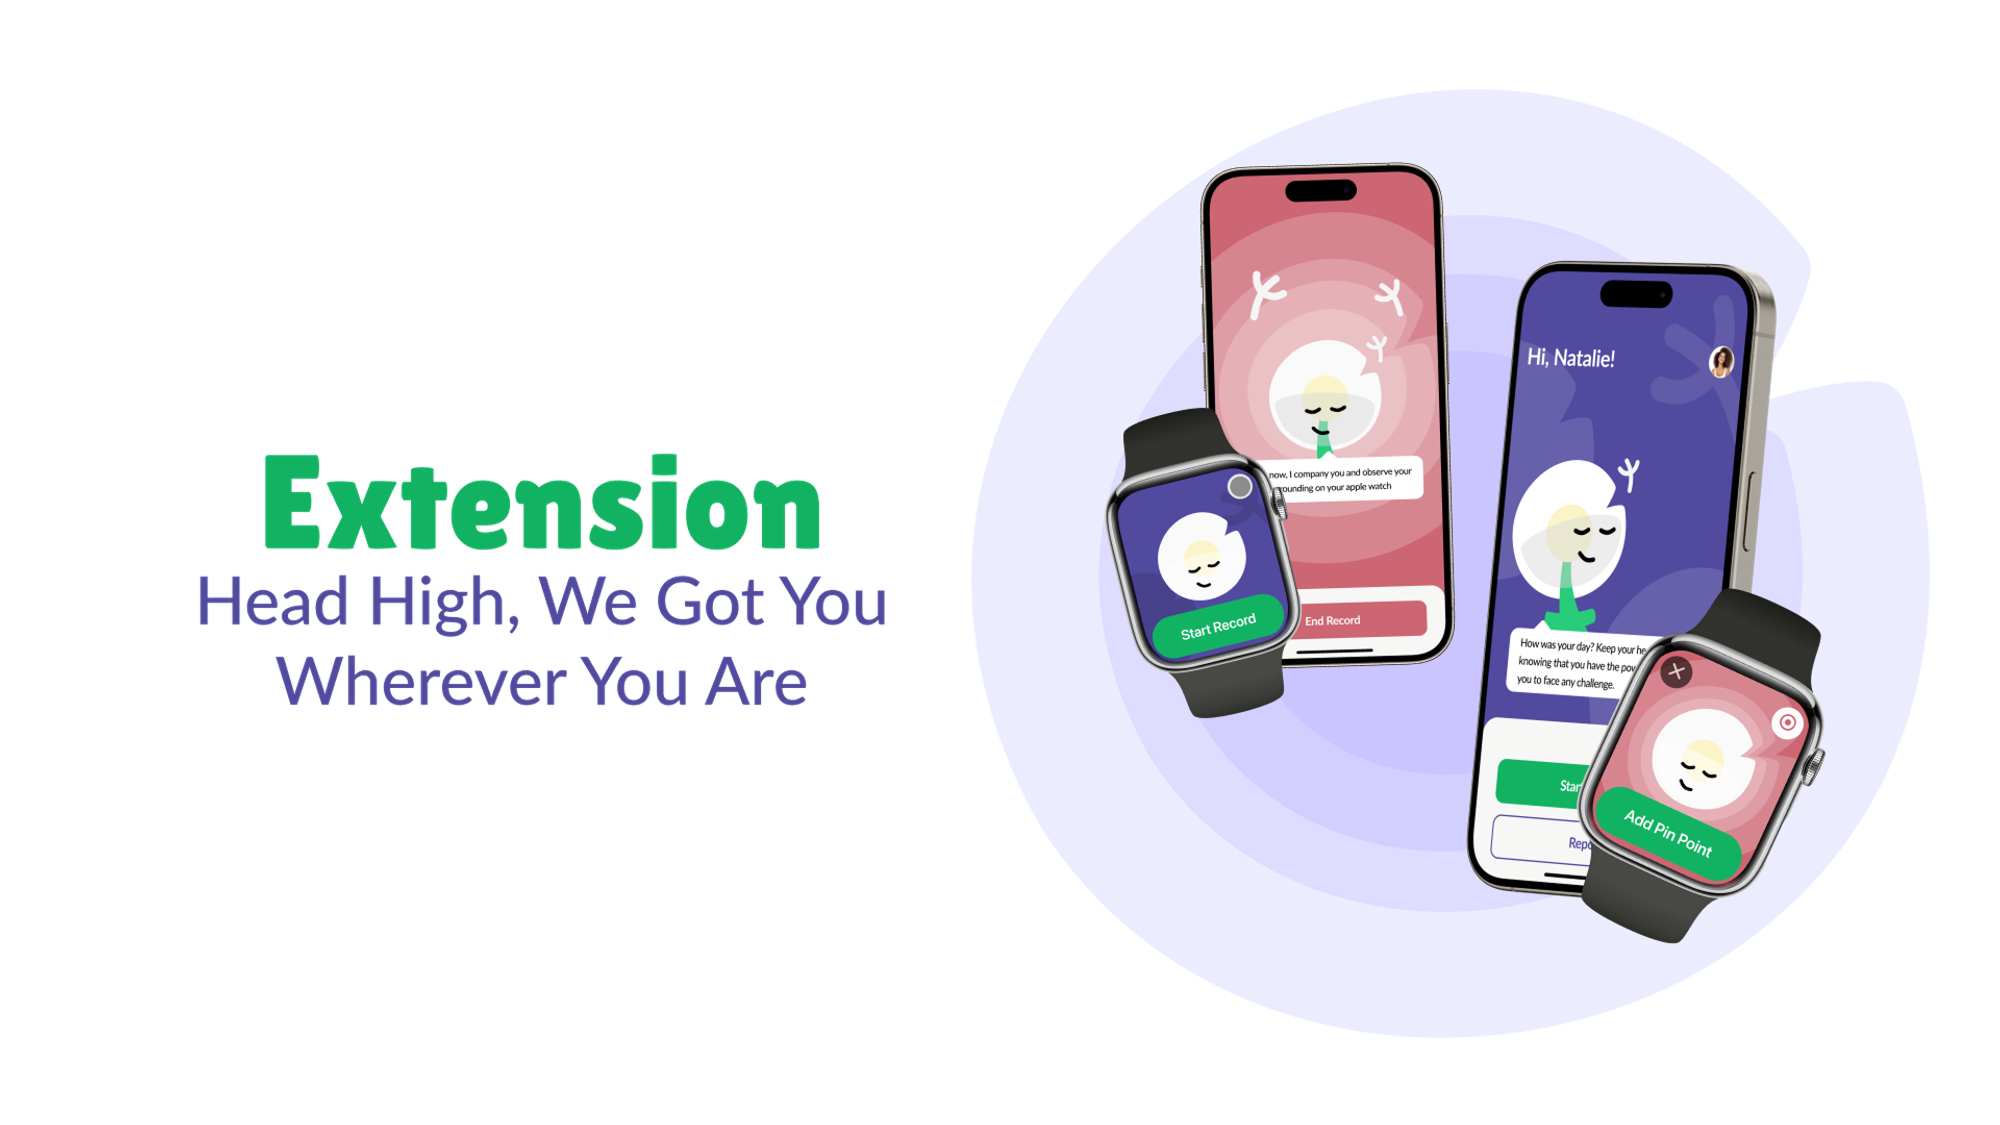 Extension
Head High, We Got You
Wherever You Are
now, I company you and observe your
rounding on your apple watch
End Record
Start Record
Hi, Natalie!
How was your day? Keep your
knowing that you have the
you to face any challenge.
Add Pin Point